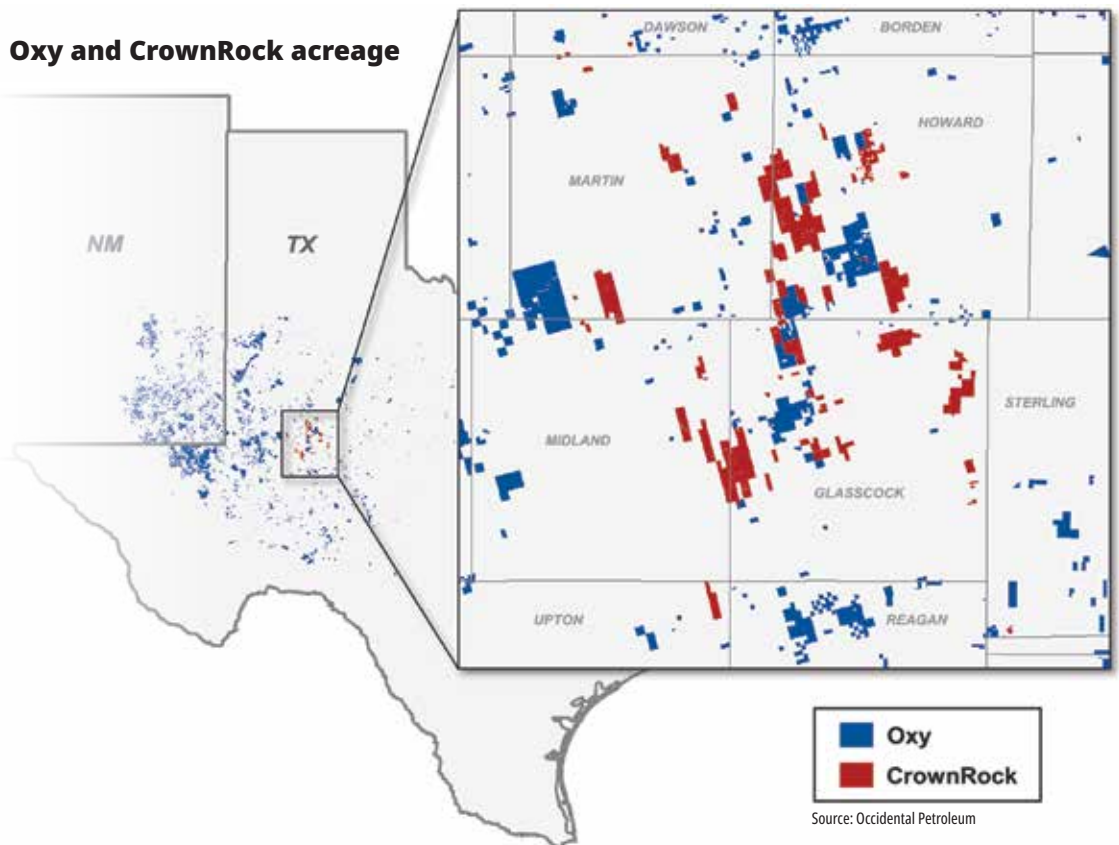 Oxy and CrownRock acreage
NM
TX
DAWSON
BORDEN
HOWARD
MARTIN
STERLING
MIDLAND
GLASSCOCK
UPTON
REAGAN
Oxy
CrownRock
Source: Occidental Petroleum